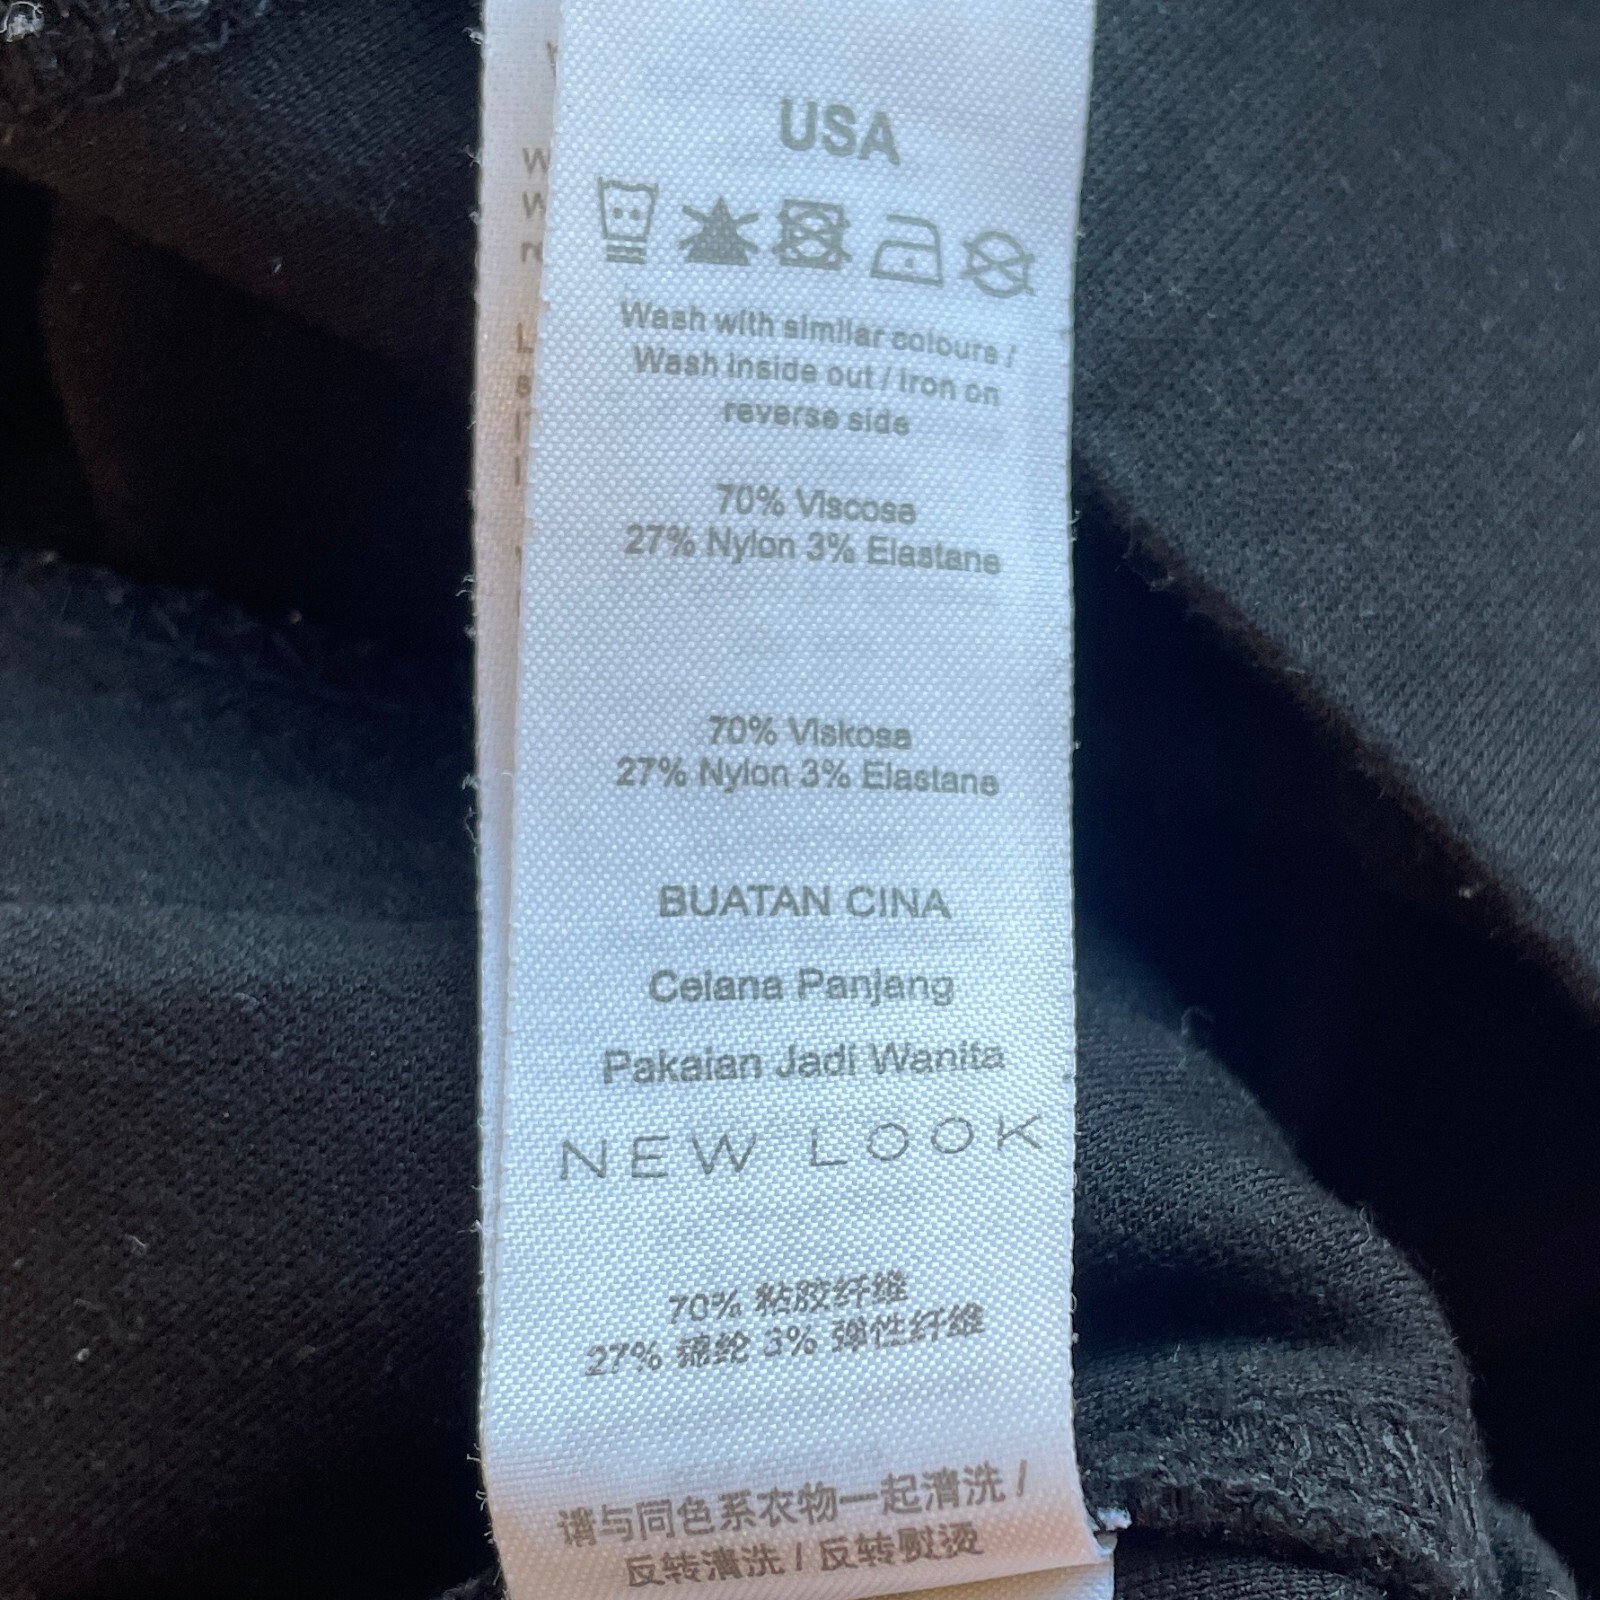 USA
Wash with similar colours /
Wash inside out / Iron on
reverse side
70% Viscose
27% Nylon 3% Elastane
70% Viskosa
27% Nylon 3% Elastane
BUATAN CINA
Celana Panjang
Pakaian Jadi Wanita
NEW LOOK
70% 粘胶纤维
27% 锦纶 3% 弹性纤维
请与同色系衣物一起清洗 /
反转清洗 / 反转熨烫